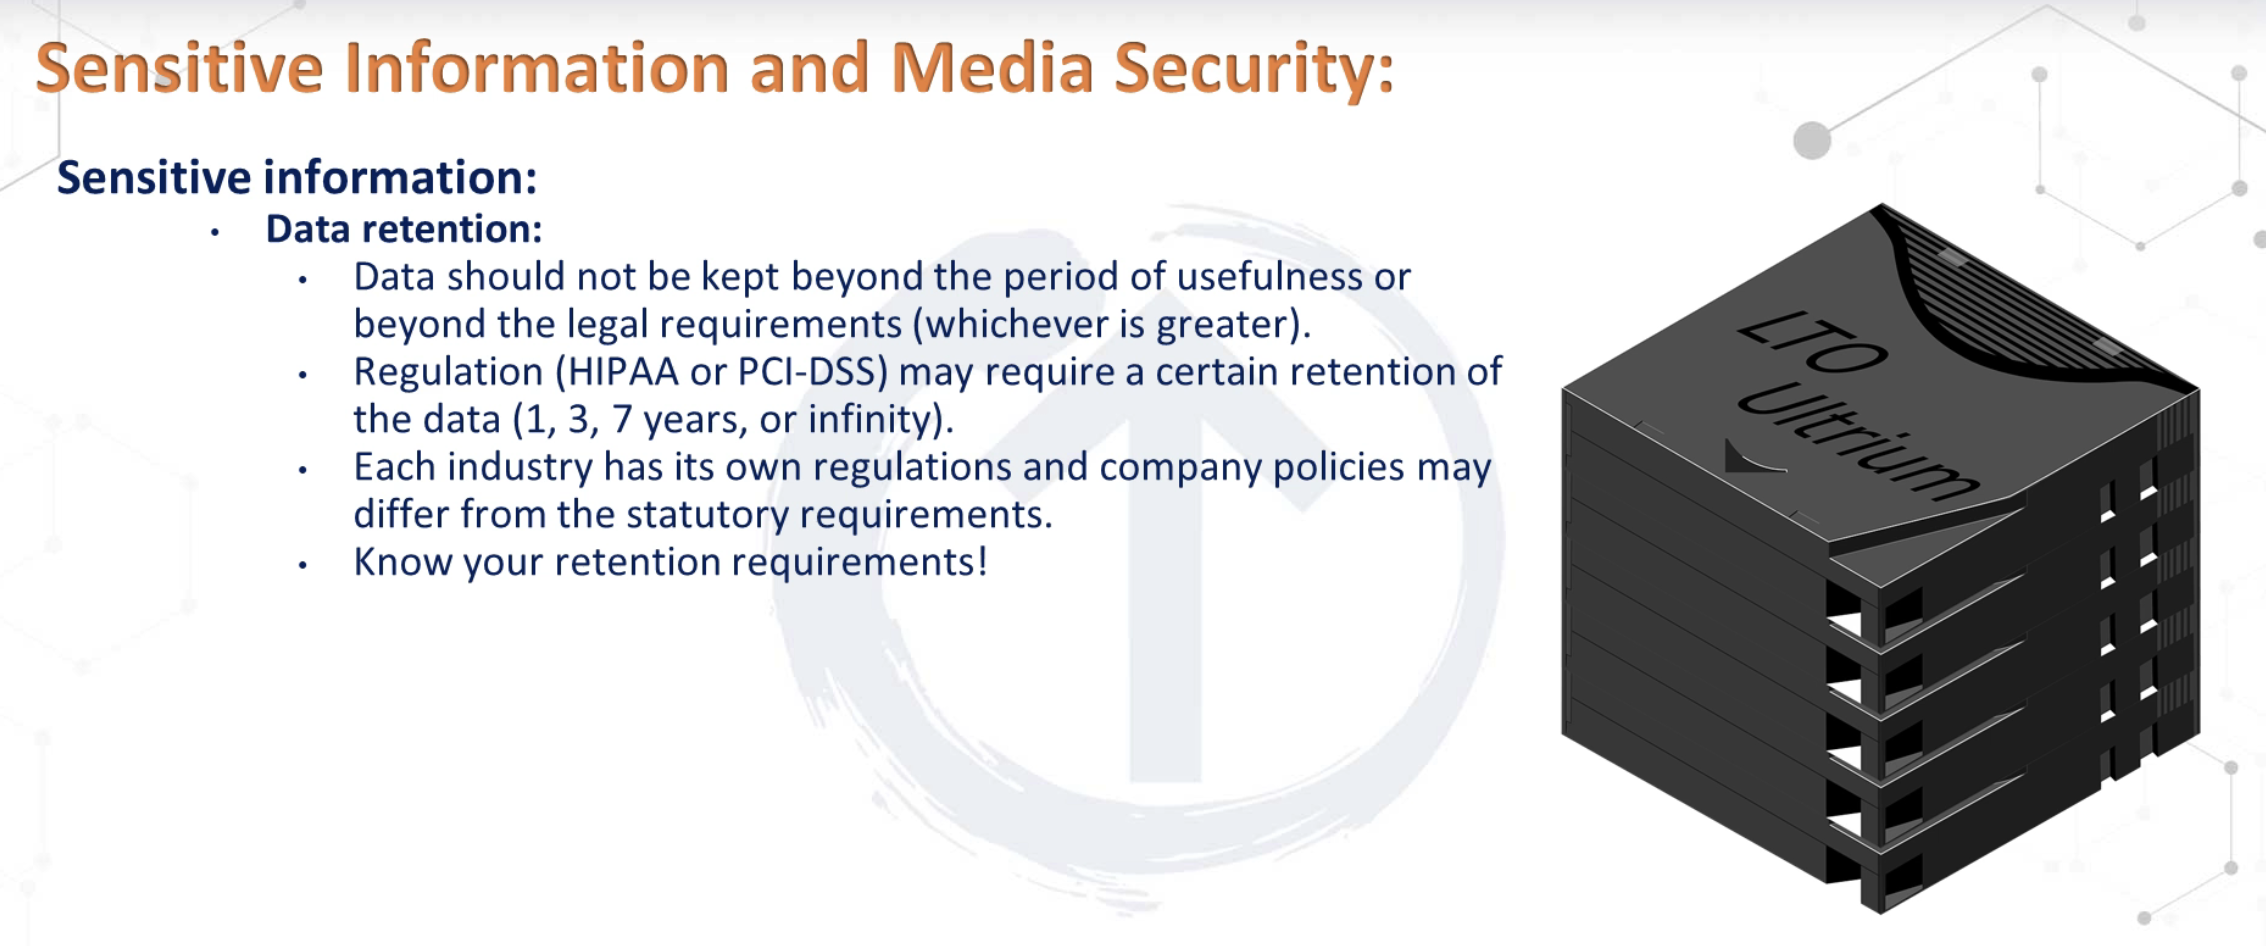 Sensitive Information and Media Security:
Sensitive information:
• Data retention:
• Data should not be kept beyond the period of usefulness or
beyond the legal requirements (whichever is greater).
• Regulation (HIPAA or PCI-DSS) may require a certain retention of
the data (1, 3, 7 years, or infinity).
• Each industry has its own regulations and company policies may
differ from the statutory requirements.
• Know your retention requirements!
LTO
Ultrium